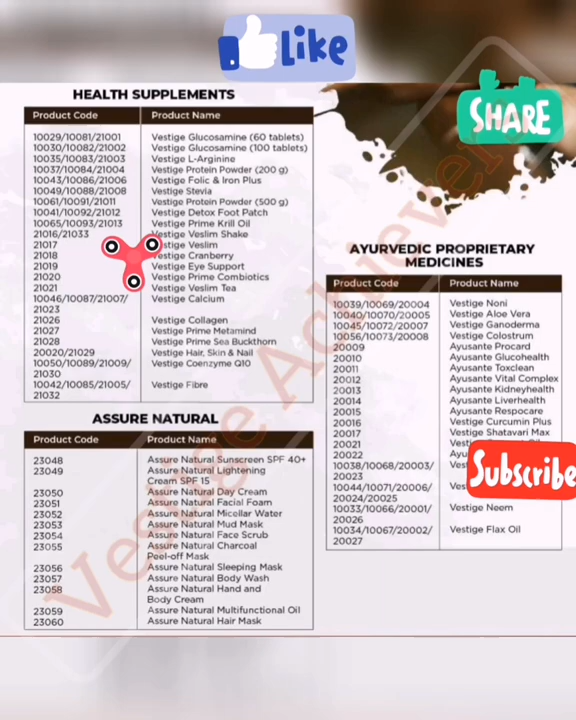 Like
SHARE
HEALTH SUPPLEMENTS
Product Code Product Name
10029/10081/21001 Vestige Glucosamine (60 tablets)
10030/10082/21002 Vestige Glucosamine (100 tablets)
10035/10083/21003 Vestige L-Arginine
10037/10084/21004 Vestige Protein Powder (200 g)
10043/10086/21006 Vestige Folic & Iron Plus
10049/10088/21008 Vestige Stevia
10061/10091/21011 Vestige Protein Powder (500 g)
10041/10092/21012 Vestige Detox Foot Patch
10065/10093/21013 Vestige Prime Krill Oil
21016/21033 Vestige Veslim Shake
21017 Vestige Veslim
21018 Vestige Cranberry
21019 Vestige Eye Support
21020 Vestige Prime Combiotics
21021 Vestige Veslim Tea
10046/10087/21007/ Vestige Calcium
21023
21026 Vestige Collagen
21027 Vestige Prime Metamind
21028 Vestige Prime Sea Buckthorn
20020/21029 Vestige Hair, Skin & Nail
10050/10089/21009/ Vestige Coenzyme Q10
21030
10042/10085/21005/ Vestige Fibre
21032
ASSURE NATURAL
Product Code Product Name
23048 Assure Natural Sunscreen SPF 40+
23049 Assure Natural Lightening
Cream SPF 15
23050 Assure Natural Day Cream
23051 Assure Natural Facial Foam
23052 Assure Natural Micellar Water
23053 Assure Natural Mud Mask
23054 Assure Natural Face Scrub
23055 Assure Natural Charcoal
Peel-off Mask
23056 Assure Natural Sleeping Mask
23057 Assure Natural Body Wash
23058 Assure Natural Hand and
Body Cream
23059 Assure Natural Multifunctional Oil
23060 Assure Natural Hair Mask
AYURVEDIC PROPRIETARY
MEDICINES
Product Code Product Name
10039/10069/20004 Vestige Noni
10040/10070/20005 Vestige Aloe Vera
10045/10072/20007 Vestige Ganoderma
10056/10073/20008 Vestige Colostrum
20009 Ayusante Procard
20010 Ayusante Glucohealth
20011 Ayusante Toxclean
20012 Ayusante Vital Complex
20013 Ayusante Kidneyhealth
20014 Ayusante Liverhealth
20015 Ayusante Respocare
20016 Vestige Curcumin Plus
20017 Vestige Shatavari Max
20021
20022
10038/10068/20003/
20023
10044/10071/20006/
20024/20025
10033/10066/20001/ Vestige Neem
20026
10034/10067/20002/ Vestige Flax Oil
20027
Subscribe
Vestige Achievers